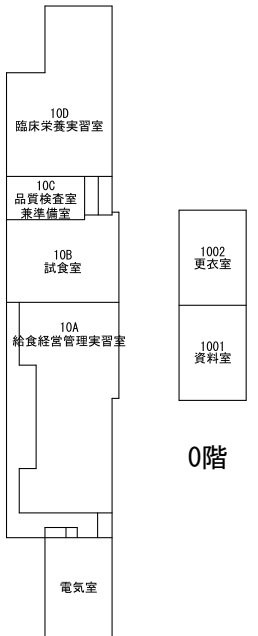 10D
臨床栄養実習室
10C
品質検査室
兼準備室
10B
試食室
10A
給食経営管理実習室
電気室
1002
更衣室
1001
資料室
0階